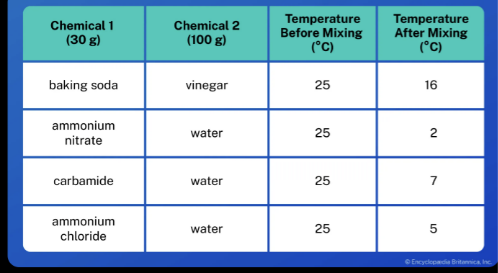 Chemical 1
(30 g)
Chemical 2
(100 g)
Temperature
Before Mixing
(°C)
Temperature
After Mixing
(°C)
baking soda
vinegar
25
16
ammonium
nitrate
water
25
2
carbamide
water
25
7
ammonium
chloride
water
25
5
© Encyclopædia Britannica, Inc.